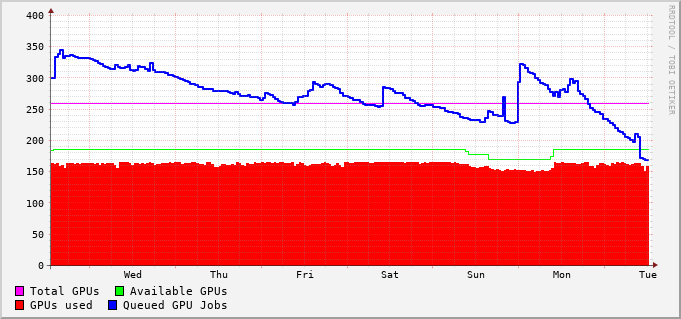 400
350
300
250
200
150
100
50
0
Wed Thu Fri Sat Sun Mon Tue
Total GPUs Available GPUs
GPUs used Queued GPU Jobs
RRDTOOL / TOBI OETIKER